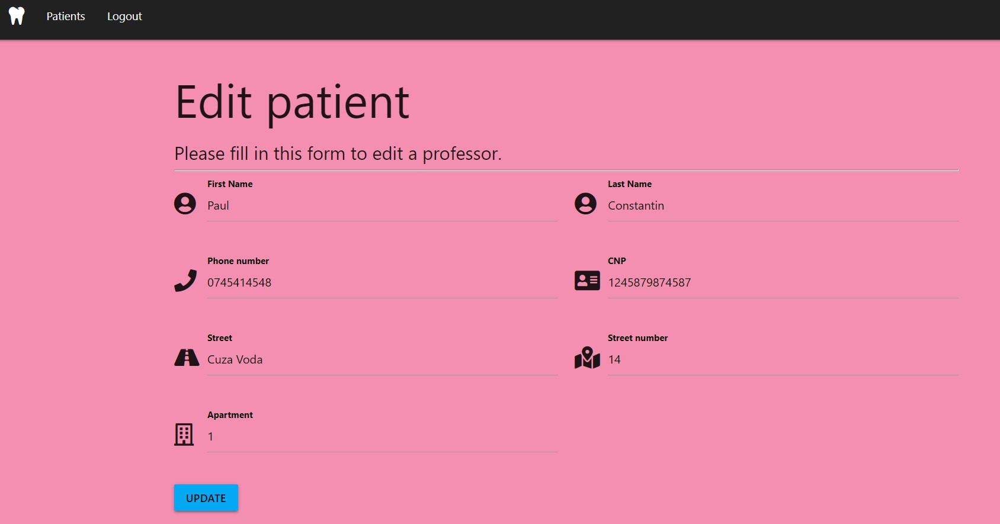 Patients Logout
Edit patient
Please fill in this form to edit a professor.
First Name Last Name
Paul Constantin
Phone number CNP
0745414548 1245879874587
Street Street number
Cuza Voda 14
Apartment
1
UPDATE